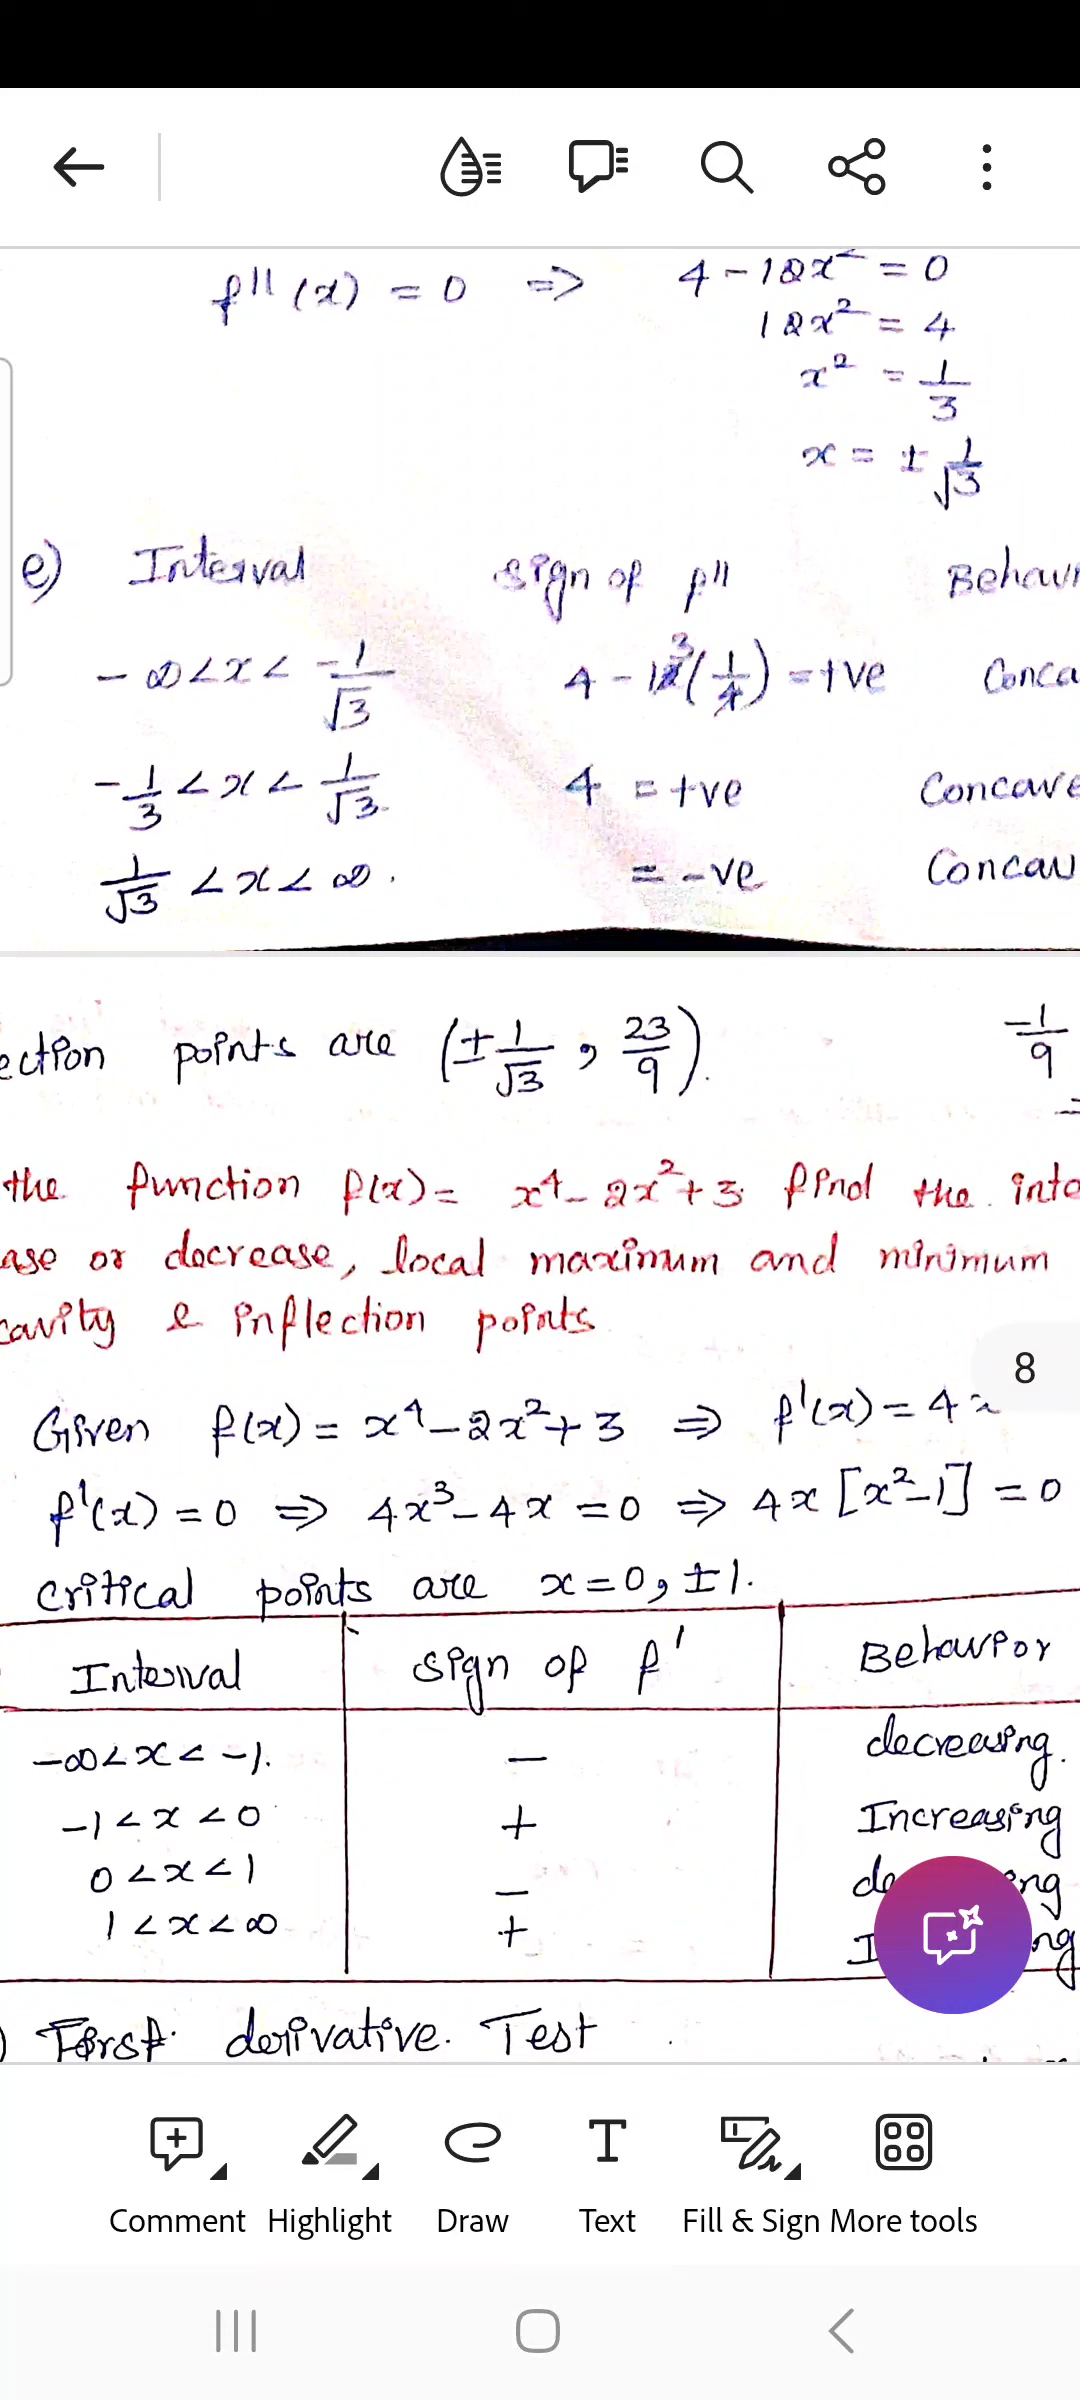 f''(x) = 0 => 4 - 12x² = 0
12x² = 4
x² = 1/3
x = ± 1/√3
e) Interval sign of f'' Behavi
- ∞ < x < -1/√3 4 - 12(1/4) = +ve Conca
-1/3 < x < 1/√3 4 = +ve Concave
1/√3 < x < ∞. = -ve Concav
ection points are (± 1/√3 , 23/9). -1/9
the function f(x) = x⁴ - 2x² + 3 find the inte
ase or decrease, local maximum and minimum
cavity & inflection points
8
Given f(x) = x⁴ - 2x² + 3 => f'(x) = 4
f'(x) = 0 => 4x³ - 4x = 0 => 4x [x² - 1] = 0
critical points are x = 0, ±1.
Interval sign of f' Behavior
-∞ < x < -1. - decreasing.
-1 < x < 0 + Increasing
0 < x < 1 - de ing
1 < x < ∞ + I ng
) First derivative Test
Comment Highlight Draw Text Fill & Sign More tools